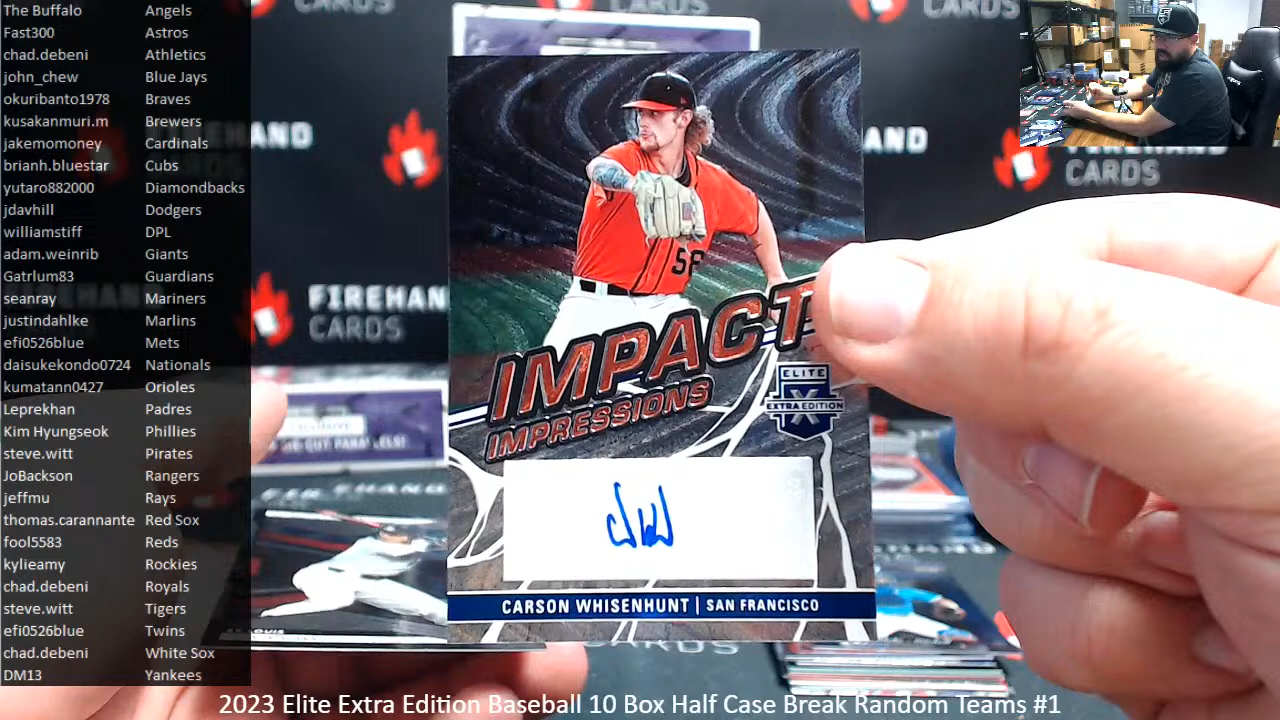 The Buffalo Angels
Fast300 Astros
chad.debeni Athletics
john_chew Blue Jays
okuribanto1978 Braves
kusakanmuri.m Brewers
jakemomoney Cardinals
brianh.bluestar Cubs
yutaro882000 Diamondbacks
jdavhill Dodgers
williamstiff DPL
adam.weinrib Giants
Gatrlum83 Guardians
seanray Mariners
justindahlke Marlins
efi0526blue Mets
daisukekondo0724 Nationals
kumatann0427 Orioles
Leprekhan Padres
Kim Hyungseok Phillies
steve.witt Pirates
JoBackson Rangers
jeffmu Rays
thomas.carannante Red Sox
fool5583 Reds
kylieamy Rockies
chad.debeni Royals
steve.witt Tigers
efi0526blue Twins
chad.debeni White Sox
DM13 Yankees
CARDS
CARDS
FIREHAN
CARDS
CARDS
58
IMPACT
IMPRESSIONS
ELITE
X
EXTRA EDITION
CARSON WHISENHUNT | SAN FRANCISCO
2023 Elite Extra Edition Baseball 10 Box Half Case Break Random Teams #1